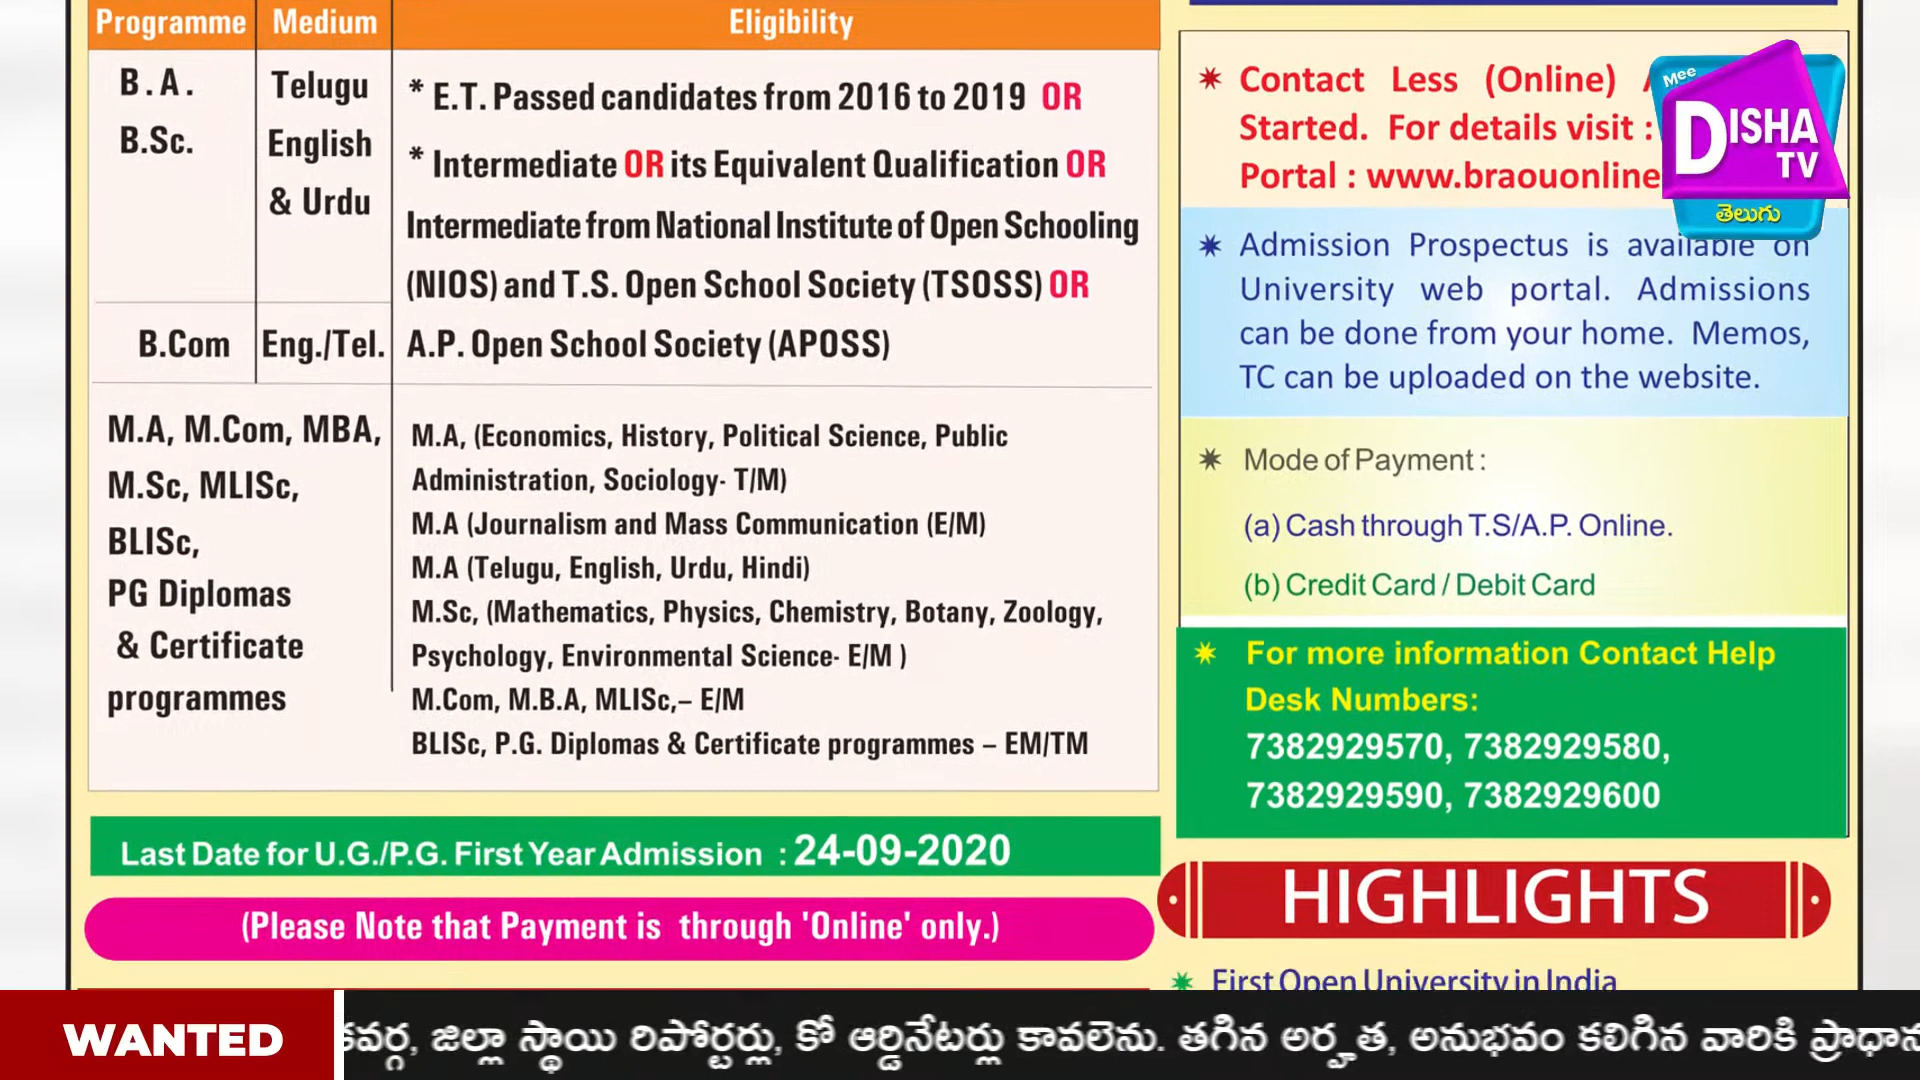 Programme Medium Eligibility
B.A.
B.Sc.
Telugu
English
& Urdu
* E.T. Passed candidates from 2016 to 2019 OR
* Intermediate OR its Equivalent Qualification OR
Intermediate from National Institute of Open Schooling
(NIOS) and T.S. Open School Society (TSOSS) OR
A.P. Open School Society (APOSS)
B.Com Eng./Tel.
M.A, M.Com, MBA,
M.Sc, MLISc,
BLISc,
PG Diplomas
& Certificate
programmes
M.A, (Economics, History, Political Science, Public
Administration, Sociology- T/M)
M.A (Journalism and Mass Communication (E/M)
M.A (Telugu, English, Urdu, Hindi)
M.Sc, (Mathematics, Physics, Chemistry, Botany, Zoology,
Psychology, Environmental Science- E/M )
M.Com, M.B.A, MLISc,– E/M
BLISc, P.G. Diplomas & Certificate programmes – EM/TM
Last Date for U.G./P.G. First Year Admission : 24-09-2020
(Please Note that Payment is through 'Online' only.)
Contact Less (Online)
Started. For details visit :
Portal : www.braouonline
Mee
DISHA
TV
తెలుగు
Admission Prospectus is available on
University web portal. Admissions
can be done from your home. Memos,
TC can be uploaded on the website.
Mode of Payment :
(a) Cash through T.S/A.P. Online.
(b) Credit Card / Debit Card
For more information Contact Help
Desk Numbers:
7382929570, 7382929580,
7382929590, 7382929600
HIGHLIGHTS
First Open University in India
WANTED
కవర్గ, జిల్లా స్థాయి రిపోర్టర్లు, కో ఆర్డినేటర్లు కావలెను. తగిన అర్హత, అనుభవం కలిగిన వారికి ప్రాధాన